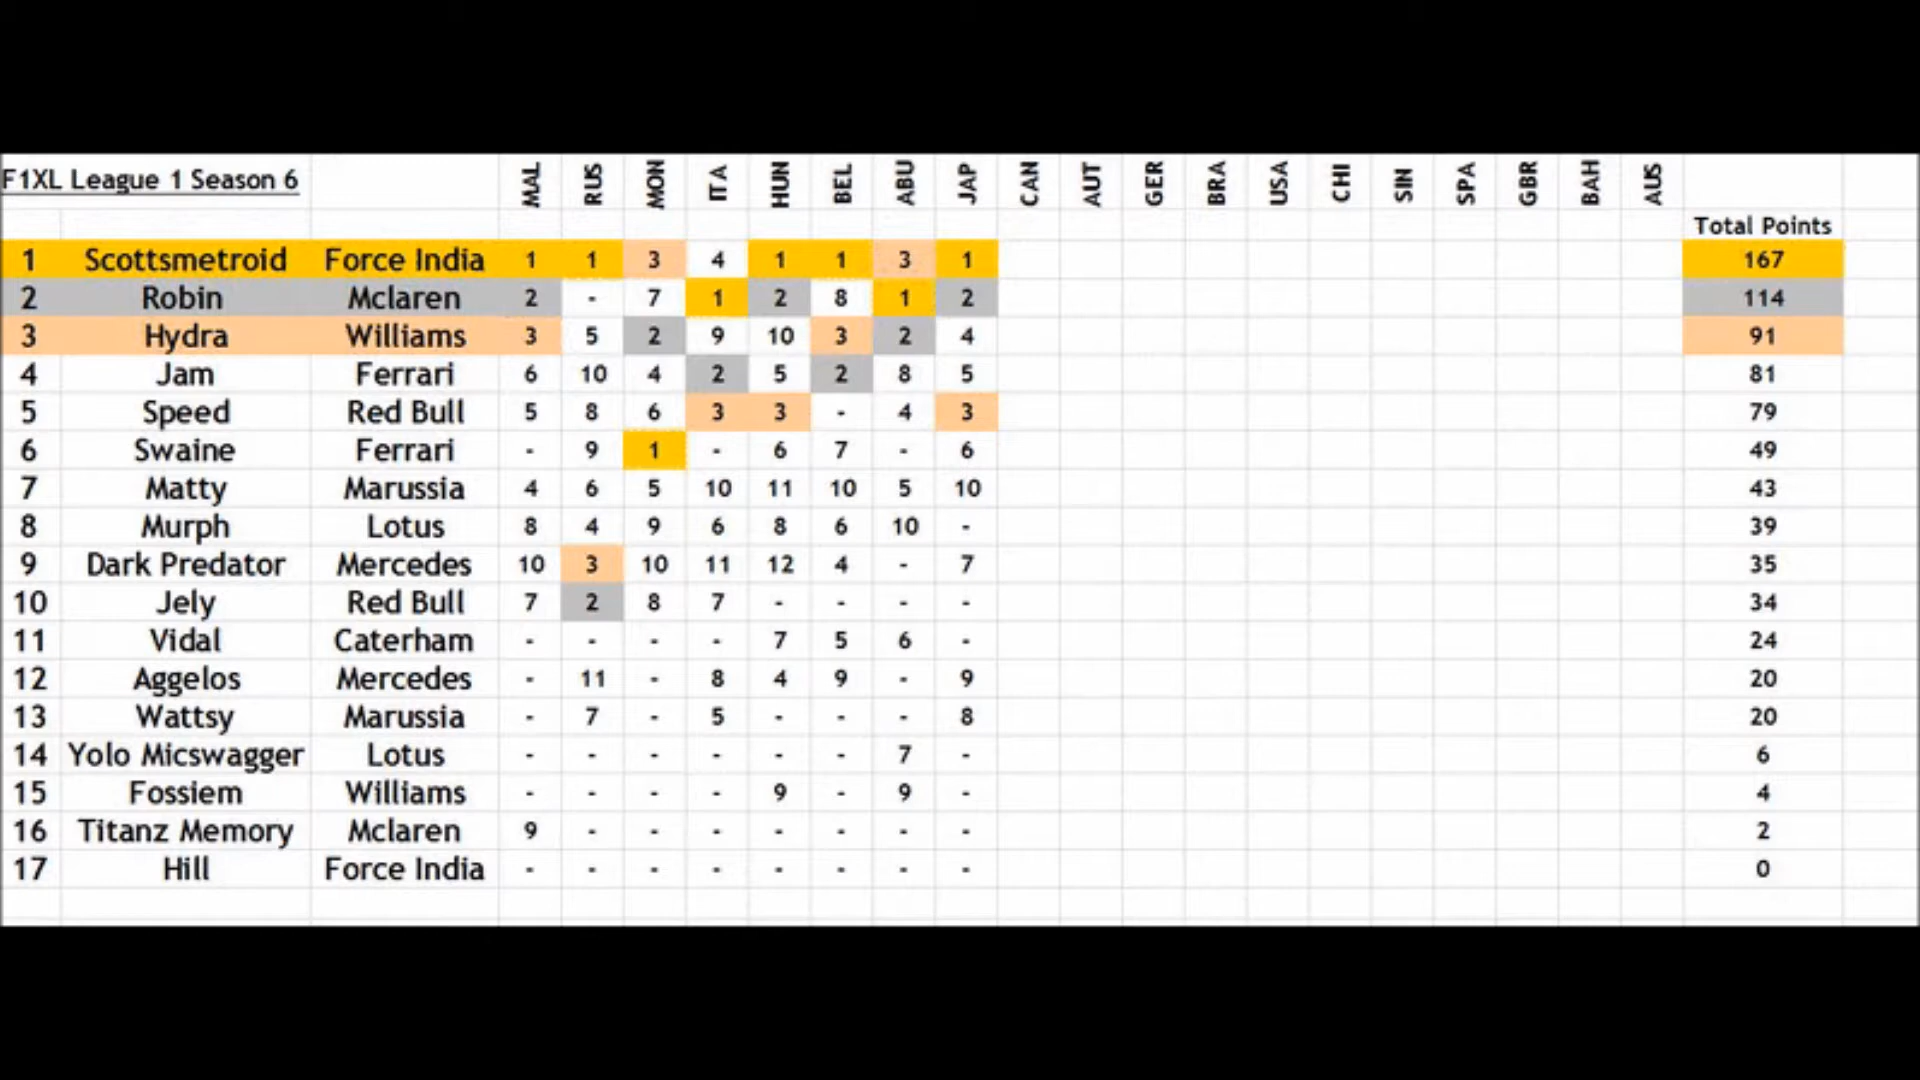 F1XL League 1 Season 6 MAL RUS MON ITA HUN BEL ABU JAP CAN AUT GER BRA USA CHI SIN SPA GBR BAH AUS
Total Points
1 Scottsmetroid Force India 1 1 3 4 1 1 3 1 167
2 Robin Mclaren 2 - 7 1 2 8 1 2 114
3 Hydra Williams 3 5 2 9 10 3 2 4 91
4 Jam Ferrari 6 10 4 2 5 2 8 5 81
5 Speed Red Bull 5 8 6 3 3 - 4 3 79
6 Swaine Ferrari - 9 1 - 6 7 - 6 49
7 Matty Marussia 4 6 5 10 11 10 5 10 43
8 Murph Lotus 8 4 9 6 8 6 10 - 39
9 Dark Predator Mercedes 10 3 10 11 12 4 - 7 35
10 Jely Red Bull 7 2 8 7 - - - - 34
11 Vidal Caterham - - - - 7 5 6 - 24
12 Aggelos Mercedes - 11 - 8 4 9 - 9 20
13 Wattsy Marussia - 7 - 5 - - - 8 20
14 Yolo Micswagger Lotus - - - - - - 7 - 6
15 Fossiem Williams - - - - 9 - 9 - 4
16 Titanz Memory Mclaren 9 - - - - - - - 2
17 Hill Force India - - - - - - - - 0